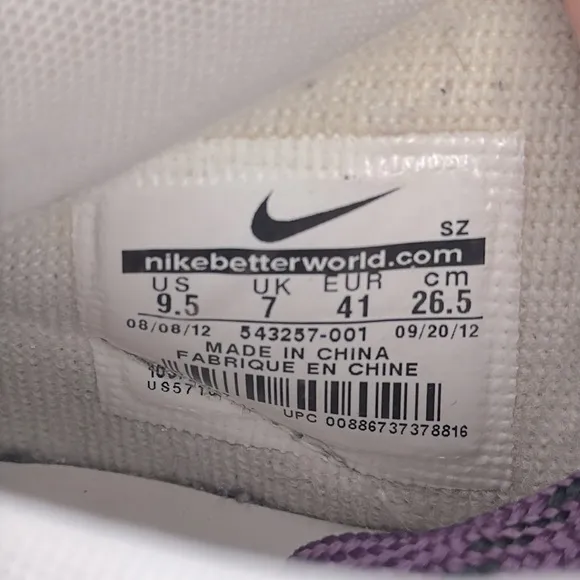 SZ
nikebetterworld.com
US UK EUR cm
9.5 7 41 26.5
08/08/12 543257-001 09/20/12
MADE IN CHINA
FABRIQUE EN CHINE
UPC 00886737378816